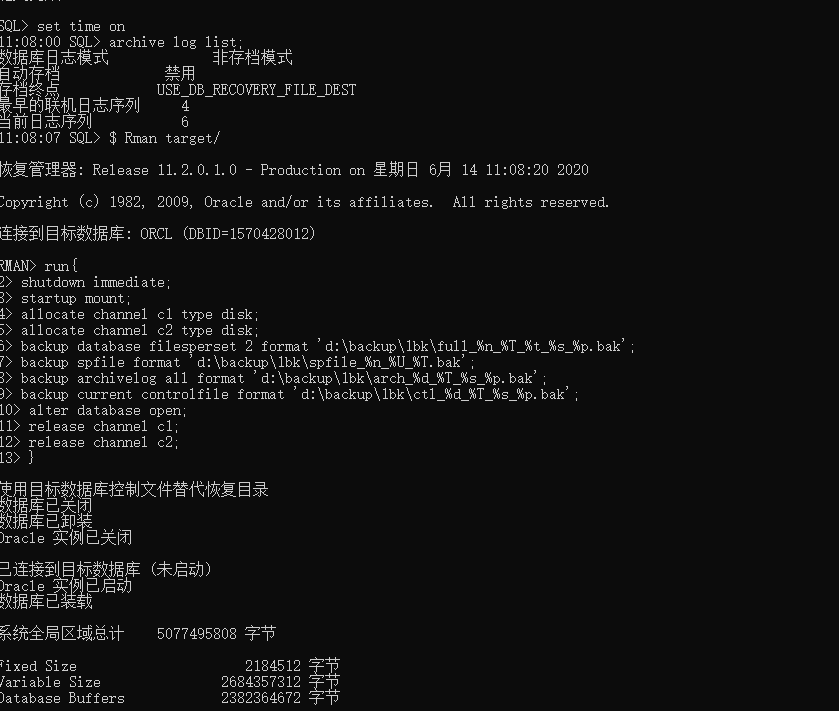 SQL> set time on
11:08:00 SQL> archive log list;
数据库日志模式 非存档模式
自动存档 禁用
存档终点 USE_DB_RECOVERY_FILE_DEST
最早的联机日志序列 4
当前日志序列 6
11:08:07 SQL> $ Rman target/
恢复管理器: Release 11.2.0.1.0 - Production on 星期日 6月 14 11:08:20 2020
Copyright (c) 1982, 2009, Oracle and/or its affiliates. All rights reserved.
连接到目标数据库: ORCL (DBID=1570428012)
RMAN> run{
2> shutdown immediate;
3> startup mount;
4> allocate channel c1 type disk;
5> allocate channel c2 type disk;
6> backup database filesperset 2 format 'd:\backup\lbk\full_%n_%T_%t_%s_%p.bak';
7> backup spfile format 'd:\backup\lbk\spfile_%n_%U_%T.bak';
8> backup archivelog all format 'd:\backup\lbk\arch_%d_%T_%s_%p.bak';
9> backup current controlfile format 'd:\backup\lbk\ctl_%d_%T_%s_%p.bak';
10> alter database open;
11> release channel c1;
12> release channel c2;
13> }
使用目标数据库控制文件替代恢复目录
数据库已关闭
数据库已卸装
Oracle 实例已关闭
已连接到目标数据库 (未启动)
Oracle 实例已启动
数据库已装载
系统全局区域总计 5077495808 字节
Fixed Size 2184512 字节
Variable Size 2684357312 字节
Database Buffers 2382364672 字节